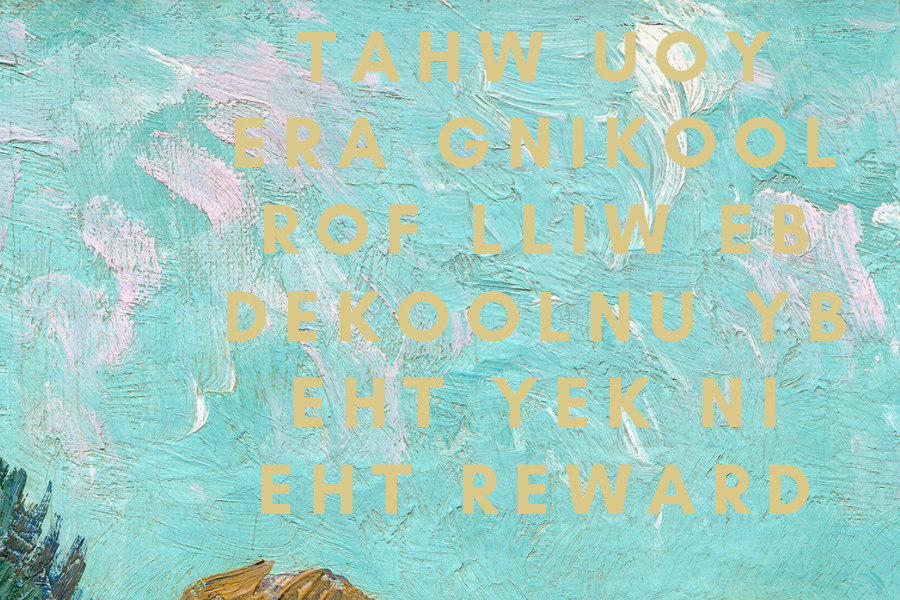 TAHW UOY
ERA GNIKOOL
ROF LLIW EB
DEKOOLNU YB
EHT YEK NI
EHT REWARD